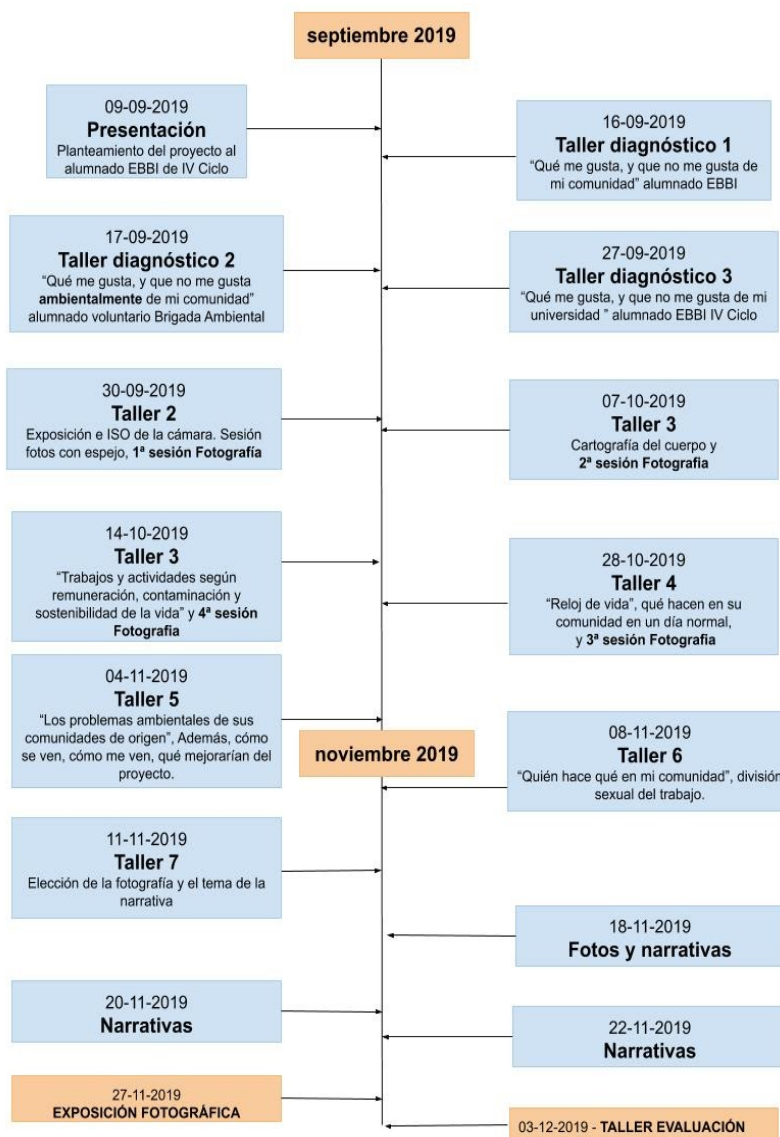 septiembre 2019
09-09-2019
Presentación
Planteamiento del proyecto al
alumnado EBBI de IV Ciclo
16-09-2019
Taller diagnóstico 1
“Qué me gusta, y que no me gusta de
mi comunidad” alumnado EBBI
17-09-2019
Taller diagnóstico 2
“Qué me gusta, y que no me gusta
ambientalmente de mi comunidad”
alumnado voluntario Brigada Ambiental
27-09-2019
Taller diagnóstico 3
“Qué me gusta, y que no me gusta de mi
universidad ” alumnado EBBI IV Ciclo
30-09-2019
Taller 2
Exposición e ISO de la cámara. Sesión
fotos con espejo, 1ª sesión Fotografía
07-10-2019
Taller 3
Cartografía del cuerpo y
2ª sesión Fotografia
14-10-2019
Taller 3
“Trabajos y actividades según
remuneración, contaminación y
sostenibilidad de la vida” y 4ª sesión
Fotografia
28-10-2019
Taller 4
“Reloj de vida”, qué hacen en su
comunidad en un día normal,
y 3ª sesión Fotografia
04-11-2019
Taller 5
“Los problemas ambientales de sus
comunidades de origen”, Además, cómo
se ven, cómo me ven, qué mejorarían del
proyecto.
noviembre 2019
08-11-2019
Taller 6
“Quién hace qué en mi comunidad”, división
sexual del trabajo.
11-11-2019
Taller 7
Elección de la fotografía y el tema de la
narrativa
18-11-2019
Fotos y narrativas
20-11-2019
Narrativas
22-11-2019
Narrativas
27-11-2019
EXPOSICIÓN FOTOGRÁFICA
03-12-2019 - TALLER EVALUACIÓN